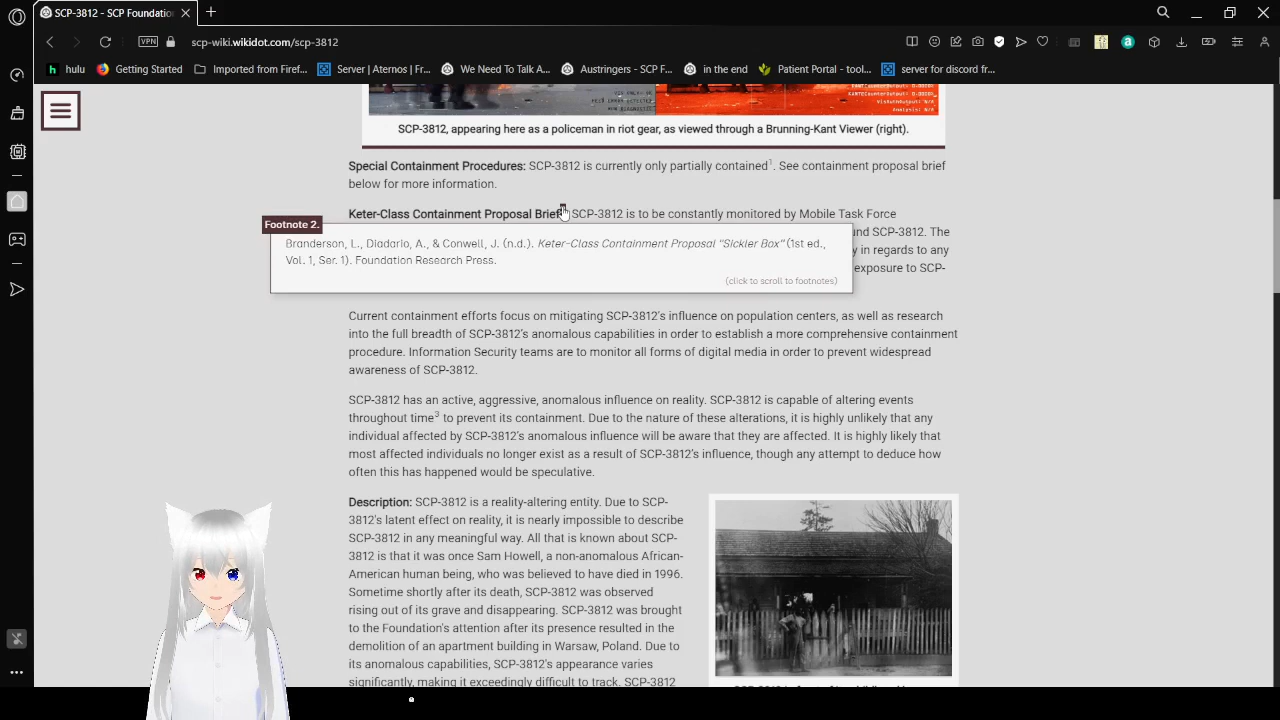 SCP-3812 - SCP Foundatio
VPN
scp-wiki.wikidot.com/scp-3812
hulu
Getting Started
Imported from Firef...
Server | Aternos | Fr...
We Need To Talk A...
Austringers - SCP F...
in the end
Patient Portal - tool...
server for discord fr...
SCP-3812, appearing here as a policeman in riot gear, as viewed through a Brunning-Kant Viewer (right).
Special Containment Procedures: SCP-3812 is currently only partially contained1. See containment proposal brief
below for more information.
Keter-Class Containment Proposal Brief SCP-3812 is to be constantly monitored by Mobile Task Force
und SCP-3812. The
y in regards to any
exposure to SCP-
Footnote 2.
Branderson, L., Dladario, A., & Conwell, J. (n.d.). Keter-Class Containment Proposal "Sickler Box" (1st ed.,
Vol. 1, Ser. 1). Foundation Research Press.
(click to scroll to footnotes)
Current containment efforts focus on mitigating SCP-3812's influence on population centers, as well as research
into the full breadth of SCP-3812's anomalous capabilities in order to establish a more comprehensive containment
procedure. Information Security teams are to monitor all forms of digital media in order to prevent widespread
awareness of SCP-3812.
SCP-3812 has an active, aggressive, anomalous influence on reality. SCP-3812 is capable of altering events
throughout time3 to prevent its containment. Due to the nature of these alterations, it is highly unlikely that any
individual affected by SCP-3812's anomalous influence will be aware that they are affected. It is highly likely that
most affected individuals no longer exist as a result of SCP-3812's influence, though any attempt to deduce how
often this has happened would be speculative.
Description: SCP-3812 is a reality-altering entity. Due to SCP-
3812's latent effect on reality, it is nearly impossible to describe
SCP-3812 in any meaningful way. All that is known about SCP-
3812 is that it was once Sam Howell, a non-anomalous African-
American human being, who was believed to have died in 1996.
Sometime shortly after its death, SCP-3812 was observed
rising out of its grave and disappearing. SCP-3812 was brought
to the Foundation's attention after its presence resulted in the
demolition of an apartment building in Warsaw, Poland. Due to
its anomalous capabilities, SCP-3812's appearance varies
significantly, making it exceedingly difficult to track. SCP-3812